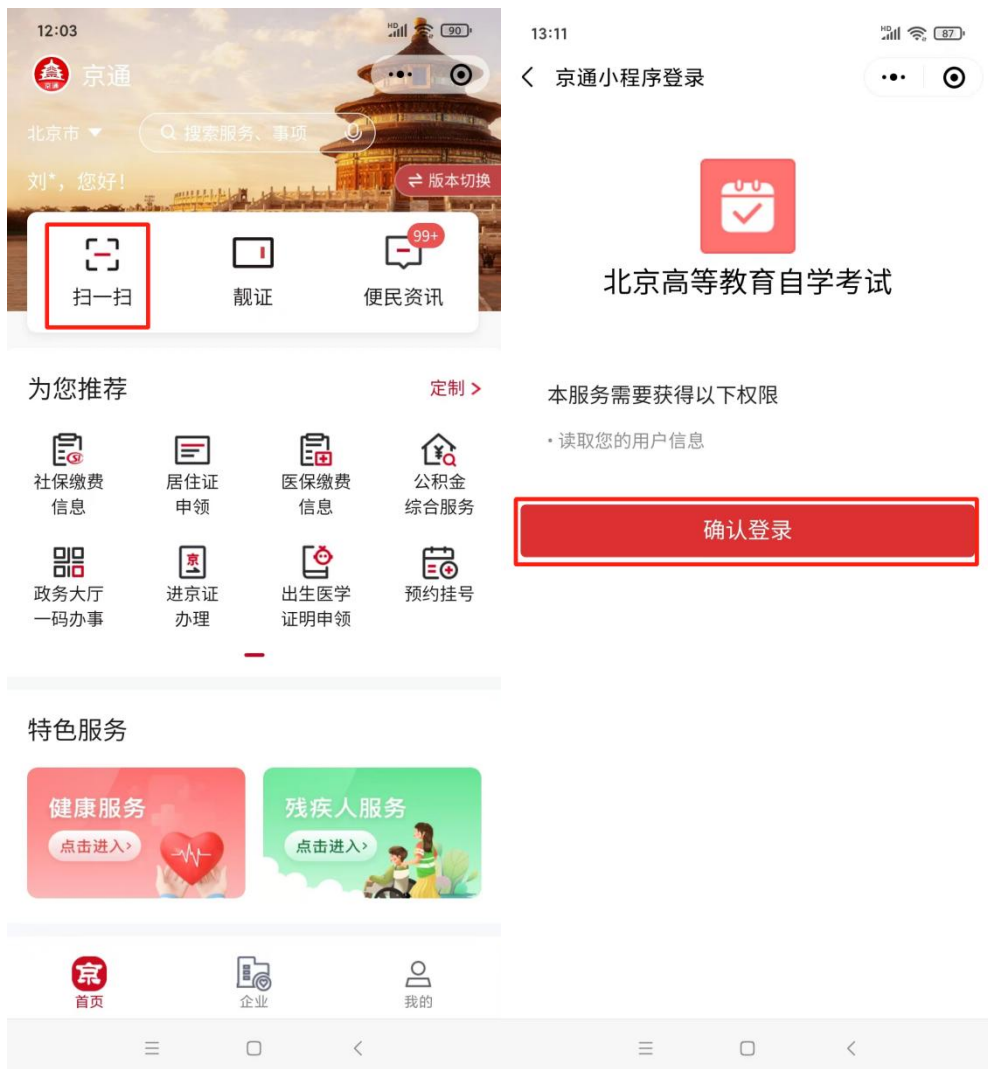 12:03
HD
90
京通
京通
北京市
搜索服务、事项
刘*，您好！
版本切换
扫一扫
靓证
99+
便民资讯
为您推荐
定制 >
社保缴费
信息
居住证
申领
医保缴费
信息
公积金
综合服务
政务大厅
一码办事
京
进京证
办理
出生医学
证明申领
预约挂号
特色服务
健康服务
点击进入>
残疾人服务
点击进入>
京
首页
企业
我的
13:11
HD
87
京通小程序登录
北京高等教育自学考试
本服务需要获得以下权限
• 读取您的用户信息
确认登录